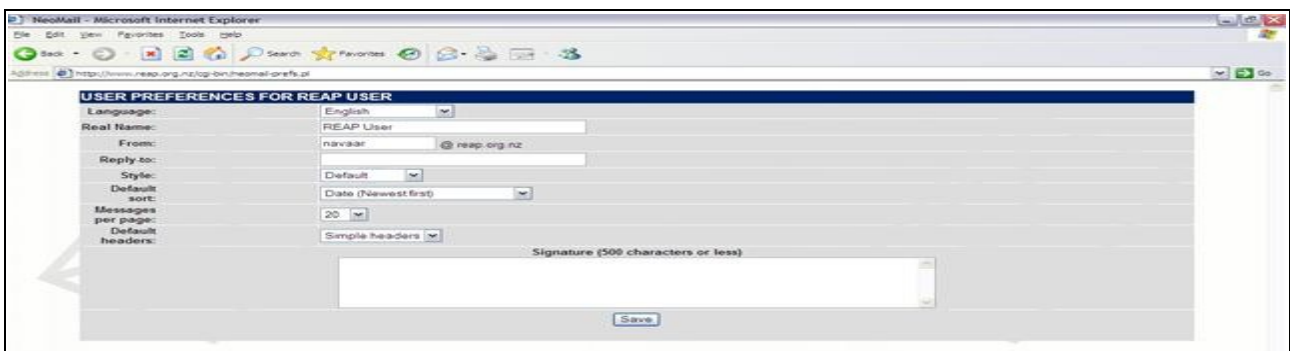 NeoMail - Microsoft Internet Explorer
File Edit View Favorites Tools Help
Back Search Favorites
Address http://www.reap.org.nz/cgi-bin/neomail-prefs.pl Go
USER PREFERENCES FOR REAP USER
Language: English
Real Name: REAP User
From: navaar @ reap.org.nz
Reply-to:
Style: Default
Default sort: Date (Newest first)
Messages per page: 20
Default headers: Simple headers
Signature (500 characters or less)
Save